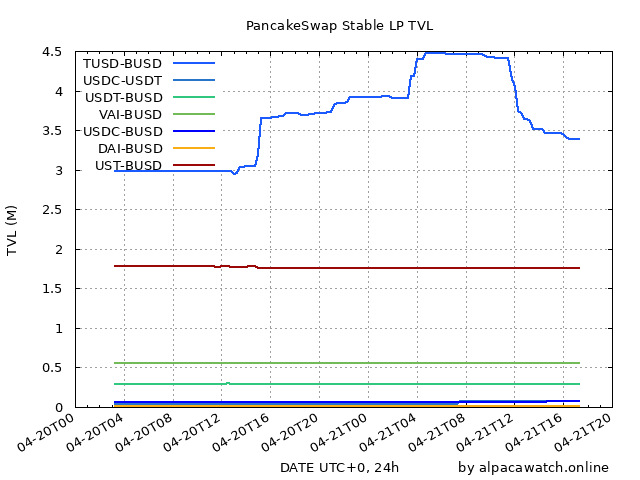 PancakeSwap Stable LP TVL
TUSD-BUSD
USDC-USDT
USDT-BUSD
VAI-BUSD
USDC-BUSD
DAI-BUSD
UST-BUSD
4.5
4
3.5
3
2.5
2
1.5
1
0.5
0
TVL (M)
04-20T00
04-20T04
04-20T08
04-20T12
04-20T16
04-20T20
04-21T00
04-21T04
04-21T08
04-21T12
04-21T16
04-21T20
DATE UTC+0, 24h
by alpacawatch.online